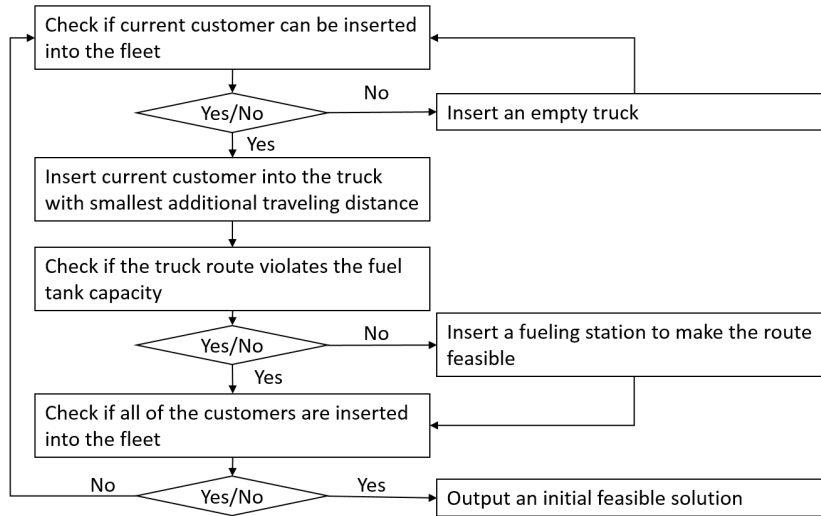 Check if current customer can be inserted
into the fleet
No
Yes/No
Insert an empty truck
Yes
Insert current customer into the truck
with smallest additional traveling distance
Check if the truck route violates the fuel
tank capacity
No
Yes/No
Insert a fueling station to make the route
feasible
Yes
Check if all of the customers are inserted
into the fleet
No
Yes/No
Yes
Output an initial feasible solution